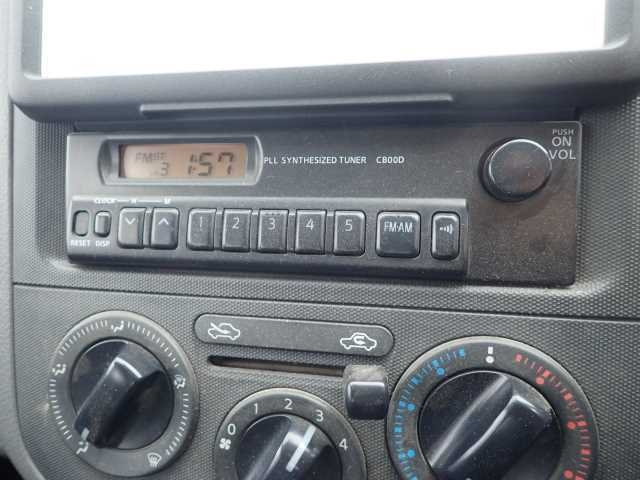 PUSH
ON
VOL
FM
3
1:57
PLL SYNTHESIZED TUNER CB00D
CLOCK H M
RESET DISP
1 2 3 4 5 FM·AM
0 1 2 3 4